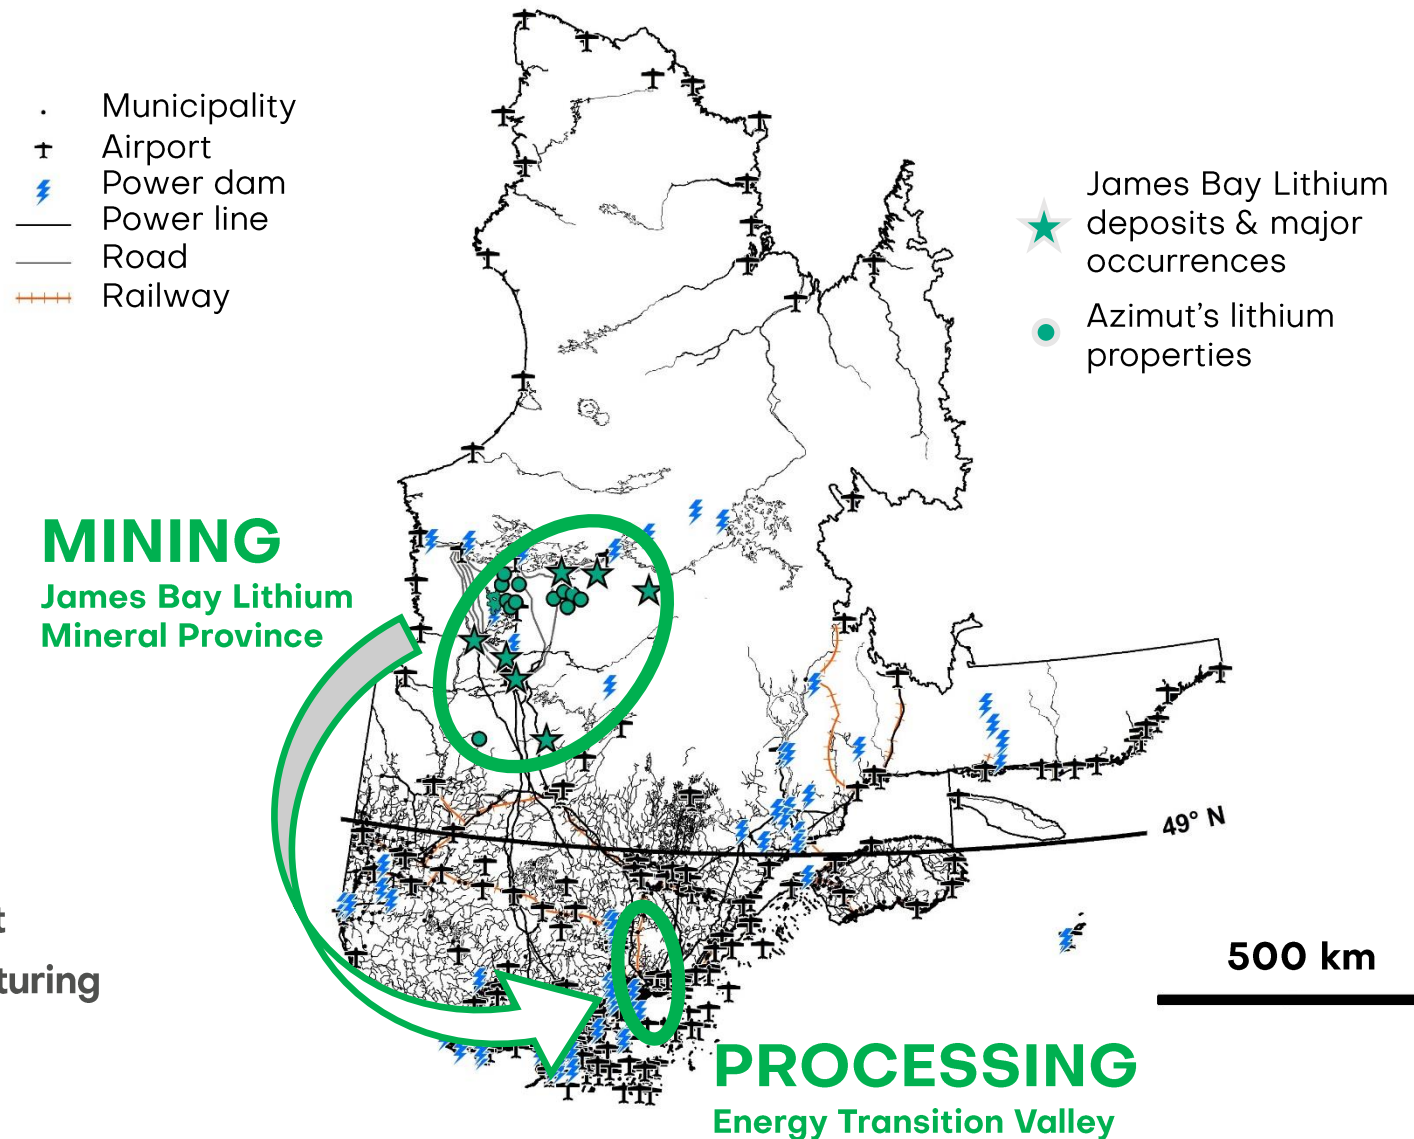 Municipality
Airport
Power dam
Power line
Road
Railway
James Bay Lithium
deposits & major
occurrences
Azimut's lithium
properties
MINING
James Bay Lithium
Mineral Province
49° N
t
turing
500 km
PROCESSING
Energy Transition Valley